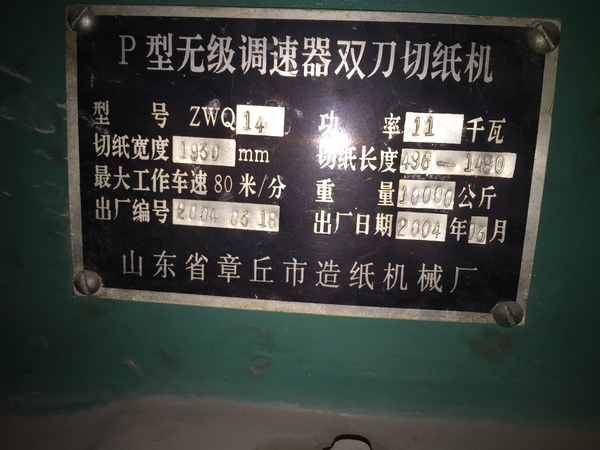 P型无级调速器双刀切纸机
型 号 ZWQ 14 功 率 11 千瓦
切纸宽度 1930 mm 切纸长度 496—1490
最大工作车速 80 米/分 重 量 10000 公斤
出厂编号 2004 03 18 出厂日期 2004 年 03 月
山东省章丘市造纸机械厂